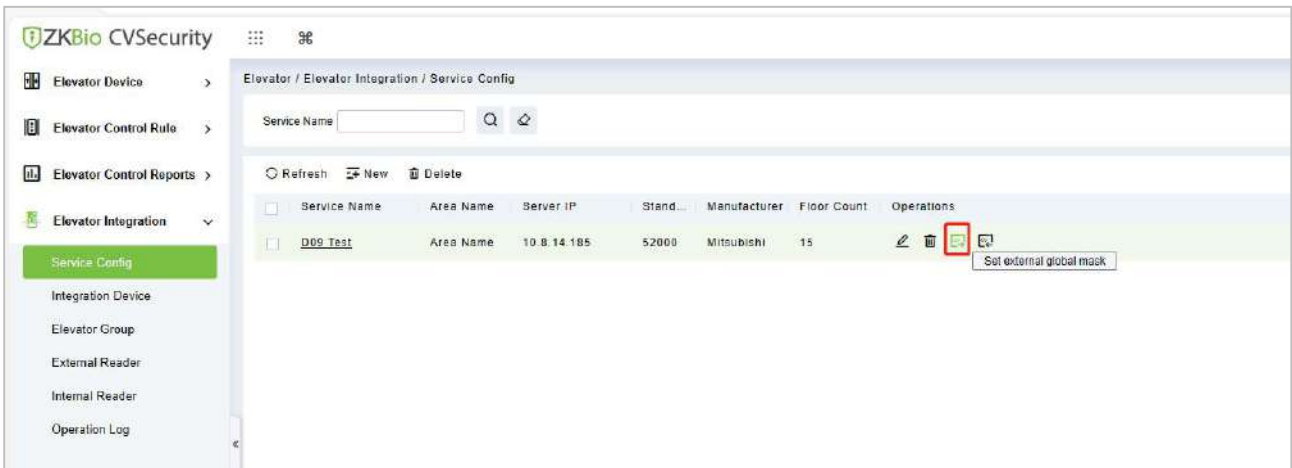 ZKBio CVSecurity
Elevator Device
Elevator Control Rule
Elevator Control Reports
Elevator Integration
Service Config
Integration Device
Elevator Group
External Reader
Internal Reader
Operation Log
Elevator / Elevator Integration / Service Config
Service Name
Refresh New Delete
Service Name Area Name Server IP Stand... Manufacturer Floor Count Operations
D09 Test Area Name 10.8.14.185 52000 Mitsubishi 15
Set external global mask